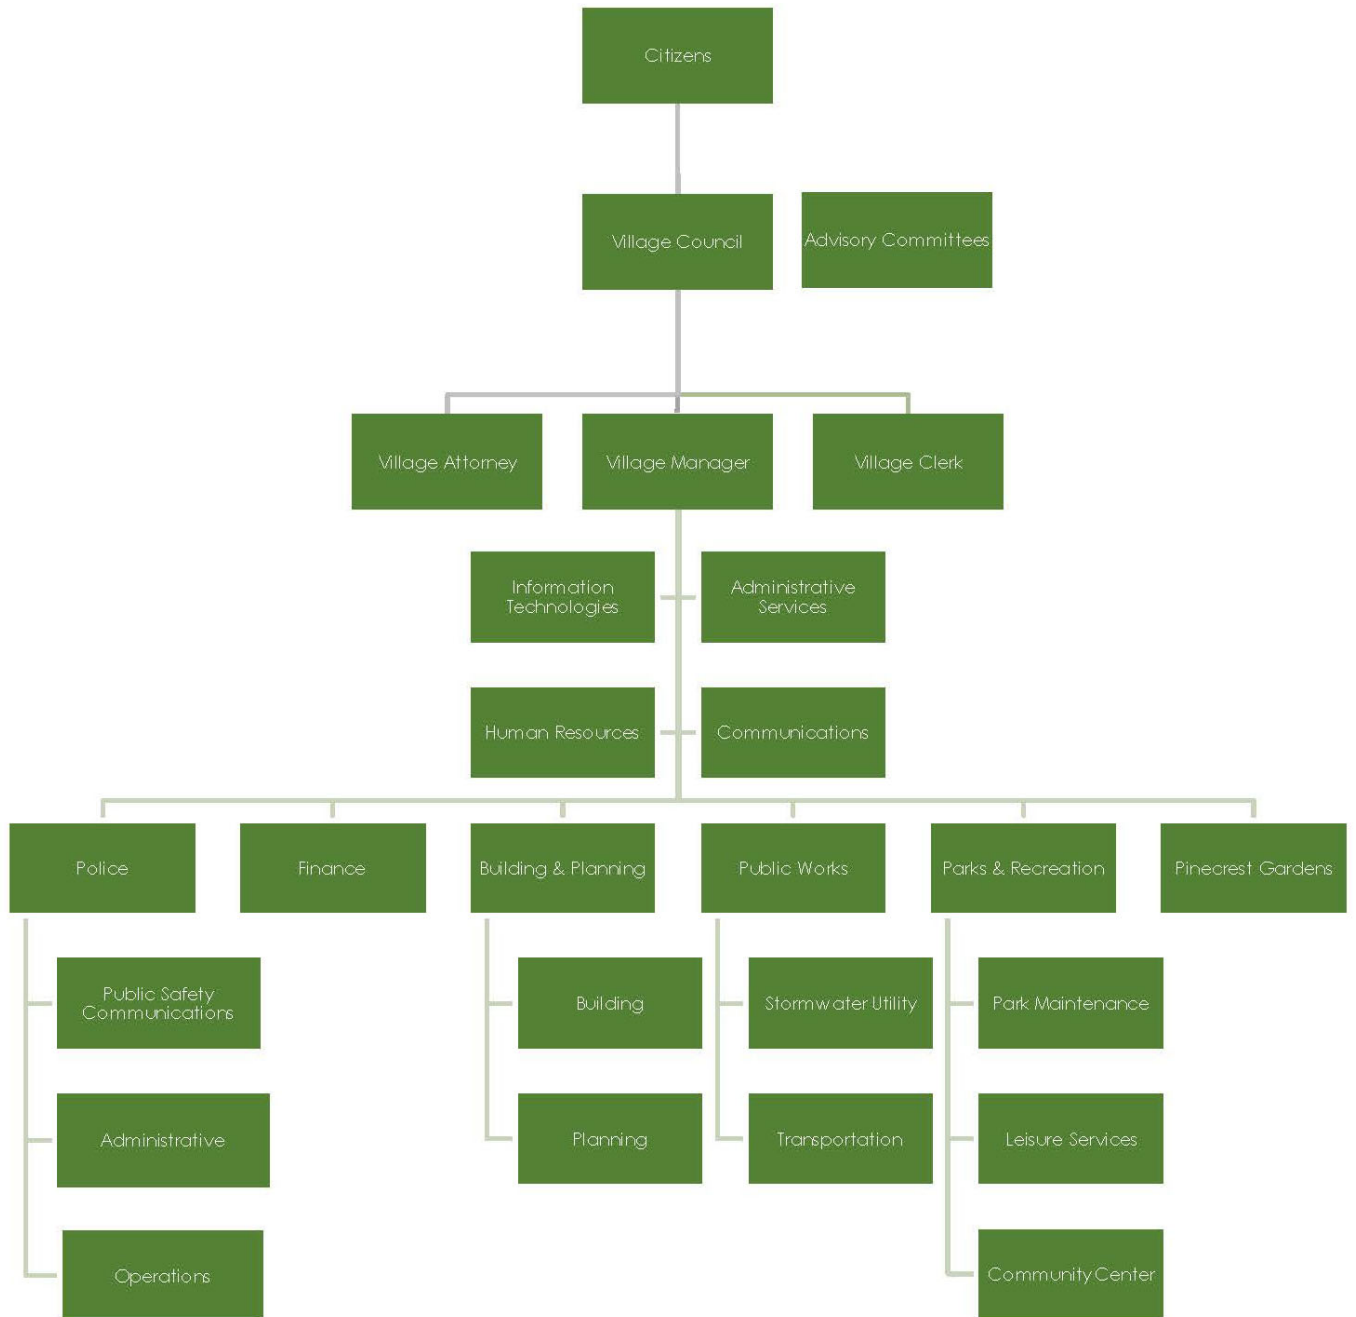 Citizens
Village Council
Advisory Committees
Village Attorney
Village Manager
Village Clerk
Information
Technologies
Administrative
Services
Human Resources
Communications
Police
Finance
Building & Planning
Public Works
Parks & Recreation
Pinecrest Gardens
Public Safety
Communications
Building
Stormwater Utility
Park Maintenance
Administrative
Planning
Transportation
Leisure Services
Operations
Community Center